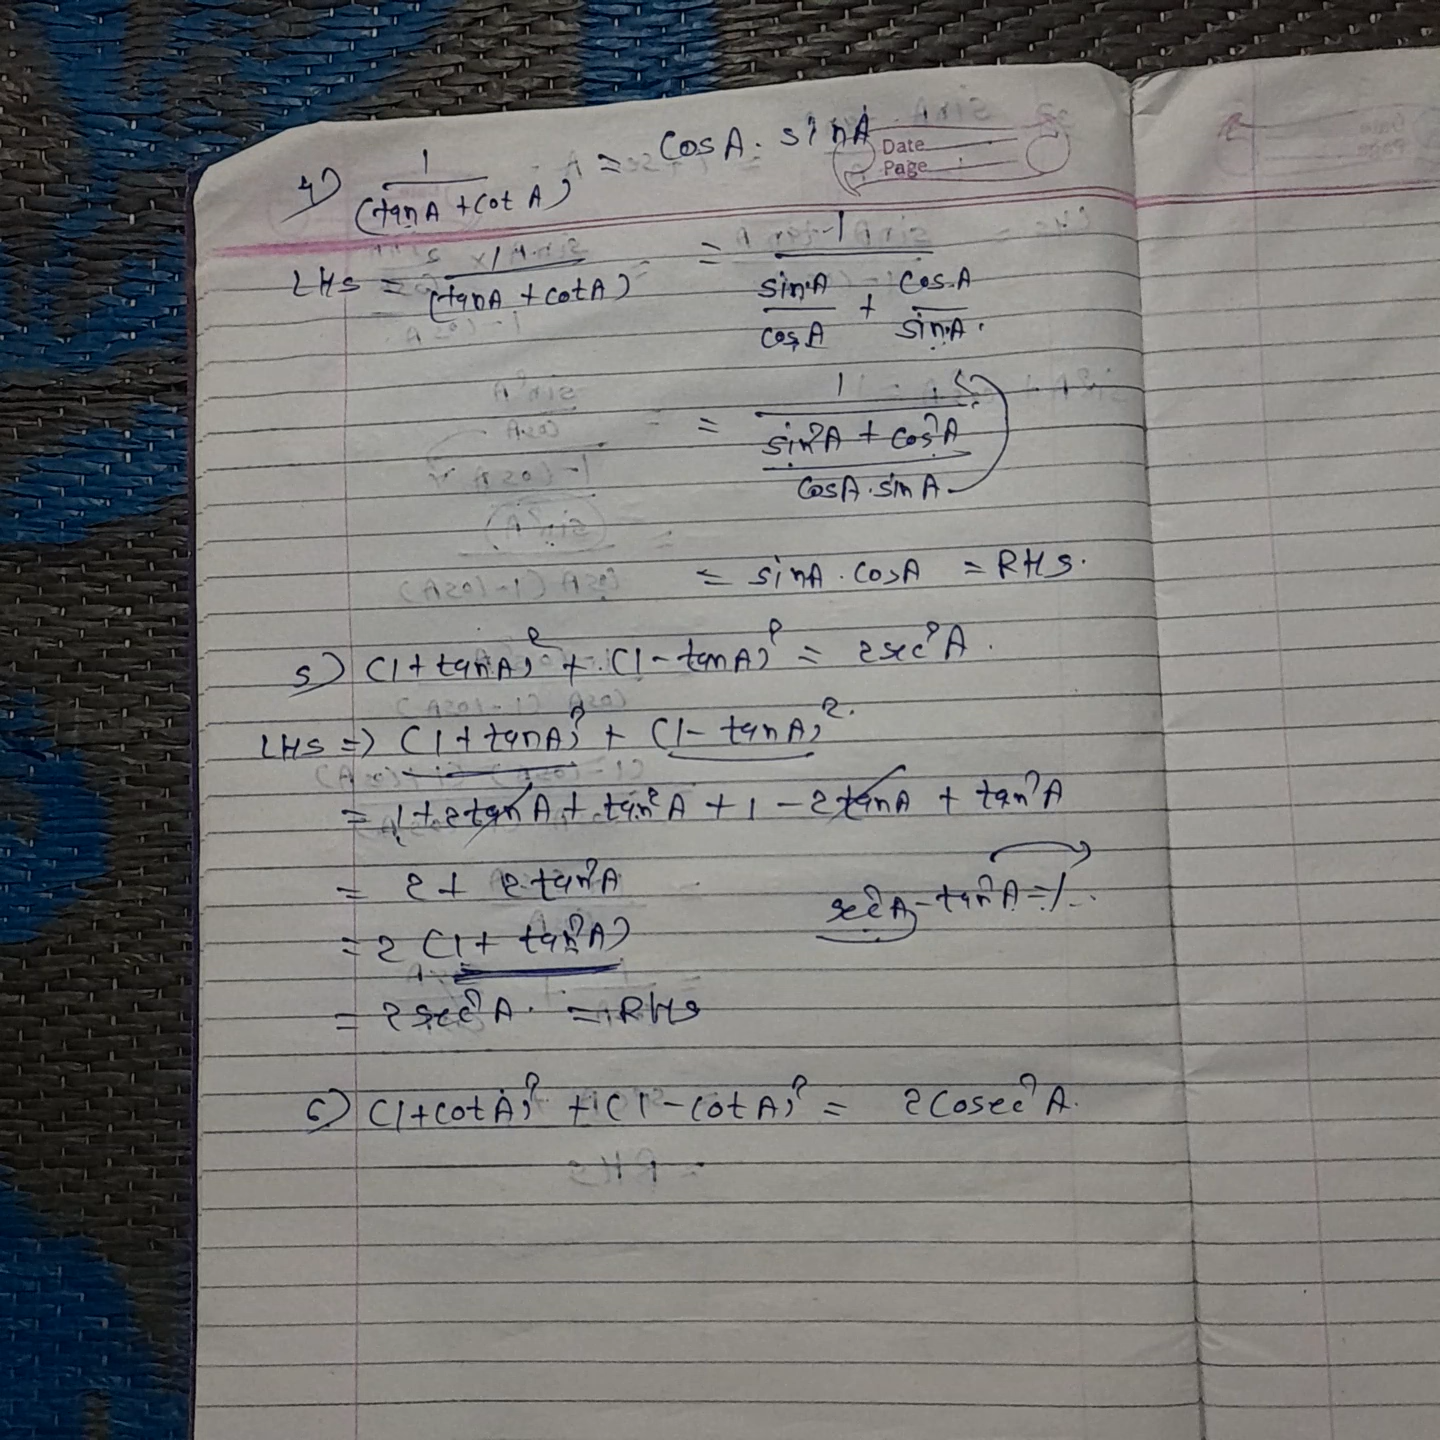 4) 1/(tanA + cot A) = cosA . sinA
Date
Page
LHS = 1/(tanA + cotA) = 1/(sinA/cosA + cosA/sinA)
= 1/((sin²A + cos²A)/(cosA . sinA))
= sinA . cosA = RHS.
5) (1 + tanA)² + (1 - tanA)² = 2sec²A.
LHS => (1 + tanA)² + (1 - tanA)².
= 1 + 2tanA + tan²A + 1 - 2tanA + tan²A
= 2 + 2 tan²A sec²A - tan²A = 1..
= 2 (1 + tan²A)
= 2sec²A. = RHS
6) (1 + cotA)² + (1 - cotA)² = 2cosec²A.